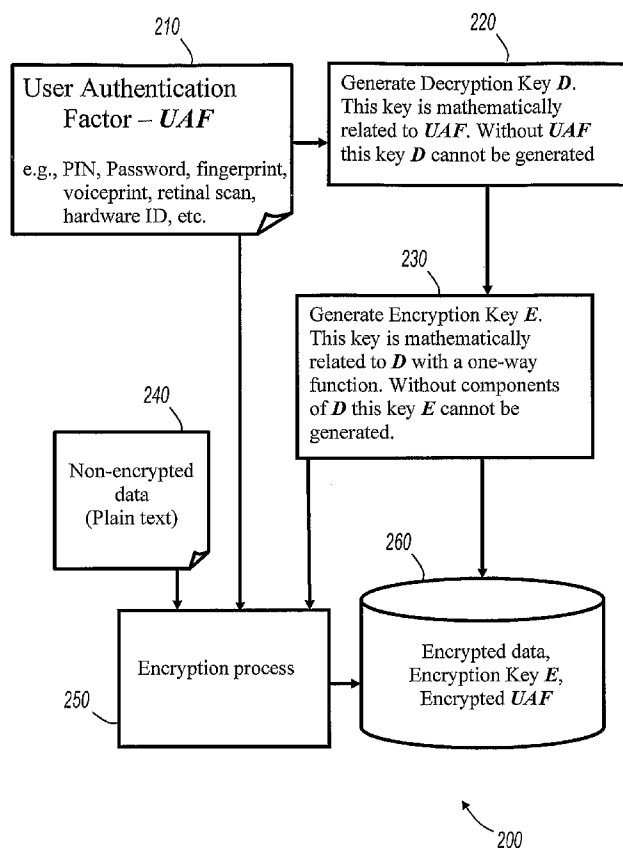 210
User Authentication
Factor – UAF
e.g., PIN, Password, fingerprint,
voiceprint, retinal scan,
hardware ID, etc.
220
Generate Decryption Key D.
This key is mathematically
related to UAF. Without UAF
this key D cannot be generated
230
Generate Encryption Key E.
This key is mathematically
related to D with a one-way
function. Without components
of D this key E cannot be
generated.
240
Non-encrypted
data
(Plain text)
250
Encryption process
260
Encrypted data,
Encryption Key E,
Encrypted UAF
200